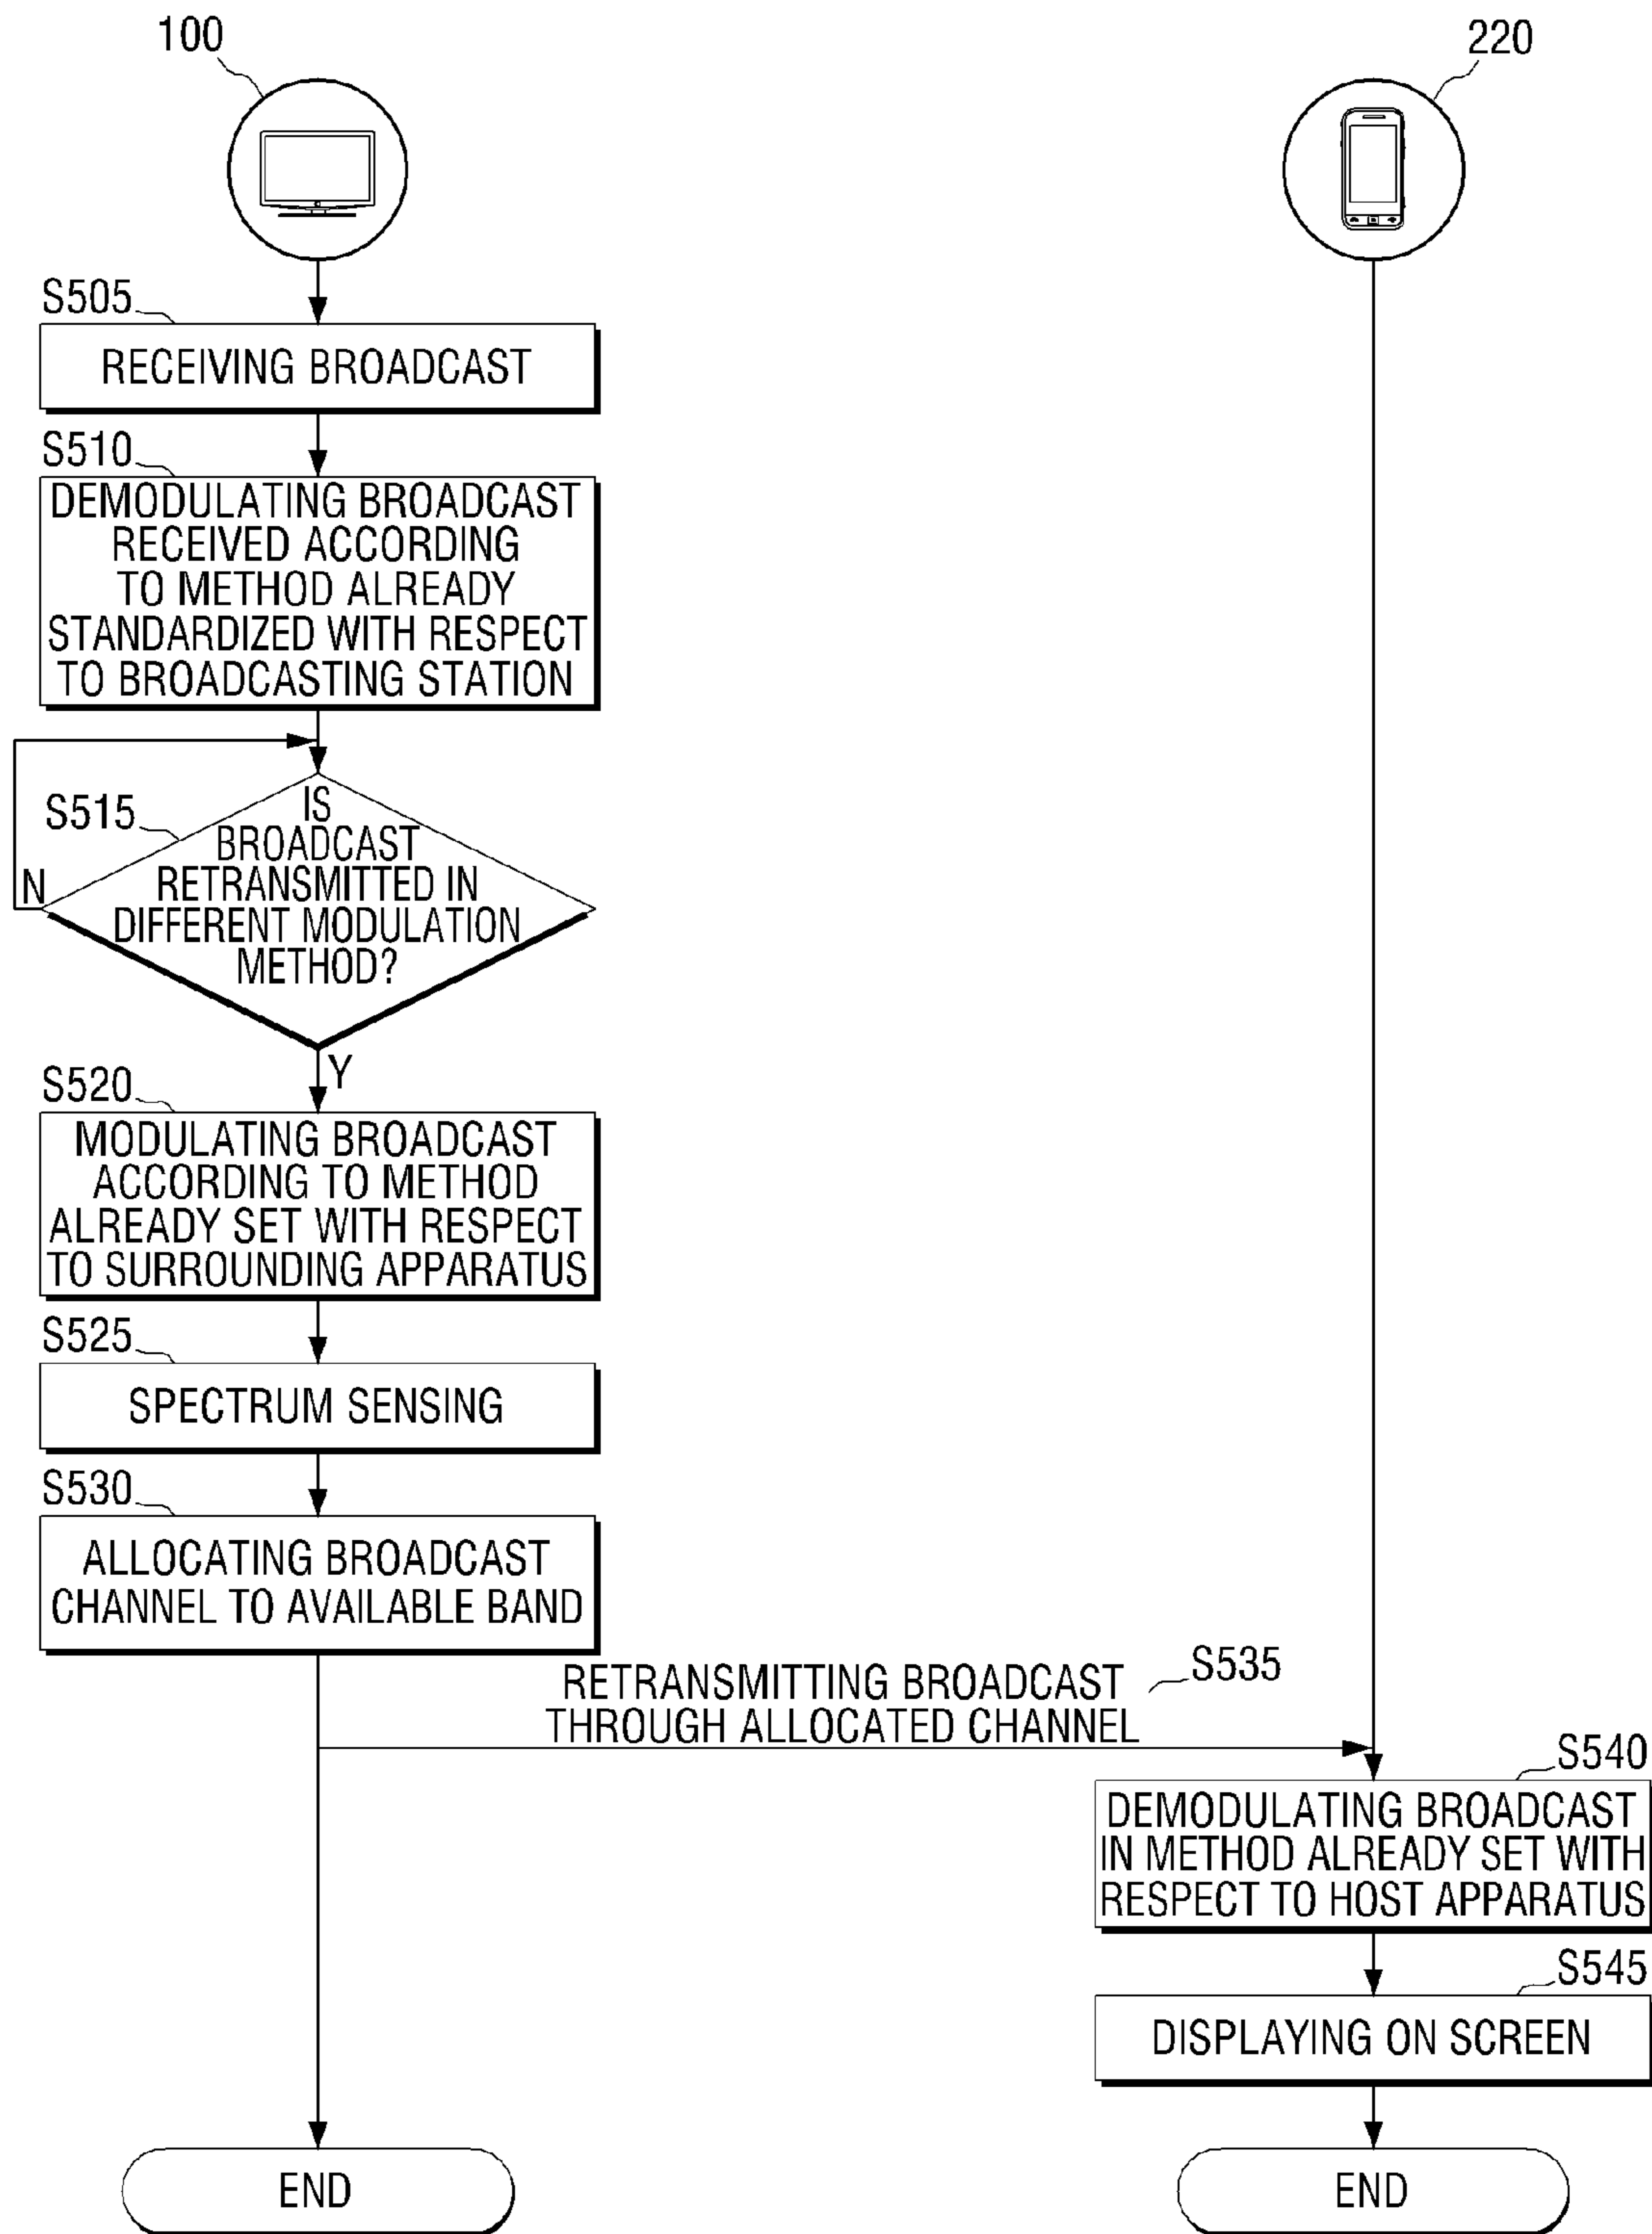 100
220
S505
RECEIVING BROADCAST
S510
DEMODULATING BROADCAST
RECEIVED ACCORDING
TO METHOD ALREADY
STANDARDIZED WITH RESPECT
TO BROADCASTING STATION
S515
IS
BROADCAST
RETRANSMITTED IN
DIFFERENT MODULATION
METHOD?
N
Y
S520
MODULATING BROADCAST
ACCORDING TO METHOD
ALREADY SET WITH RESPECT
TO SURROUNDING APPARATUS
S525
SPECTRUM SENSING
S530
ALLOCATING BROADCAST
CHANNEL TO AVAILABLE BAND
RETRANSMITTING BROADCAST
THROUGH ALLOCATED CHANNEL
S535
S540
DEMODULATING BROADCAST
IN METHOD ALREADY SET WITH
RESPECT TO HOST APPARATUS
S545
DISPLAYING ON SCREEN
END
END